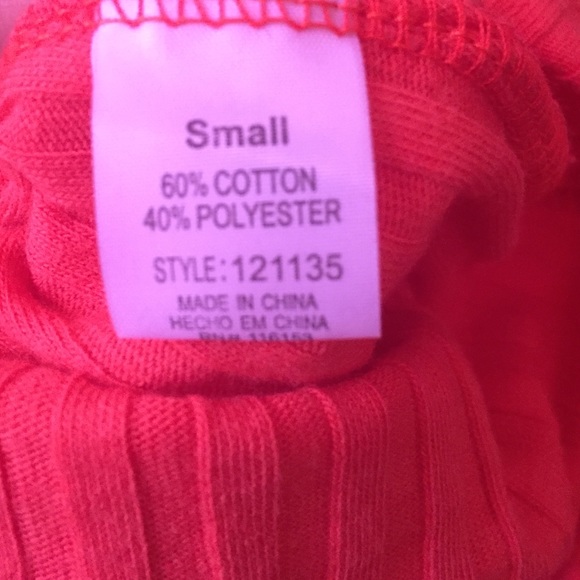 Small
60% COTTON
40% POLYESTER
STYLE: 121135
MADE IN CHINA
HECHO EM CHINA